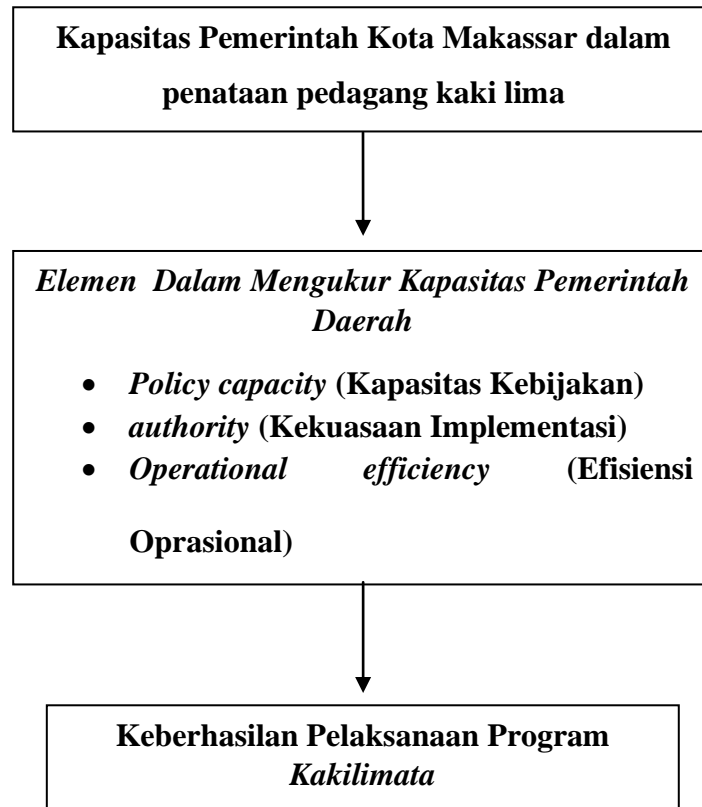 Kapasitas Pemerintah Kota Makassar dalam
penataan pedagang kaki lima
Elemen Dalam Mengukur Kapasitas Pemerintah
Daerah
• Policy capacity (Kapasitas Kebijakan)
• authority (Kekuasaan Implementasi)
• Operational efficiency (Efisiensi
Oprasional)
Keberhasilan Pelaksanaan Program
Kakilimata